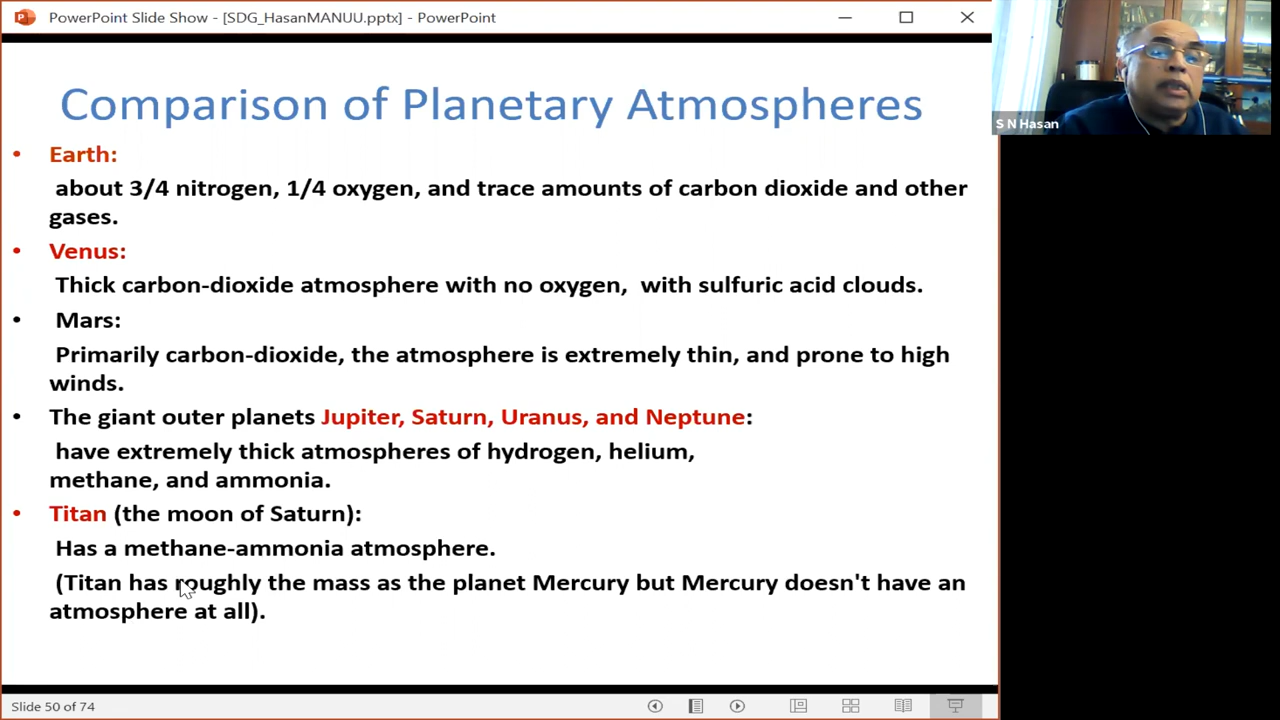 PowerPoint Slide Show - [SDG_HasanMANUU.pptx] - PowerPoint
Comparison of Planetary Atmospheres
• Earth:
about 3/4 nitrogen, 1/4 oxygen, and trace amounts of carbon dioxide and other
gases.
• Venus:
Thick carbon-dioxide atmosphere with no oxygen, with sulfuric acid clouds.
• Mars:
Primarily carbon-dioxide, the atmosphere is extremely thin, and prone to high
winds.
• The giant outer planets Jupiter, Saturn, Uranus, and Neptune:
have extremely thick atmospheres of hydrogen, helium,
methane, and ammonia.
• Titan (the moon of Saturn):
Has a methane-ammonia atmosphere.
(Titan has roughly the mass as the planet Mercury but Mercury doesn't have an
atmosphere at all).
S N Hasan
Slide 50 of 74